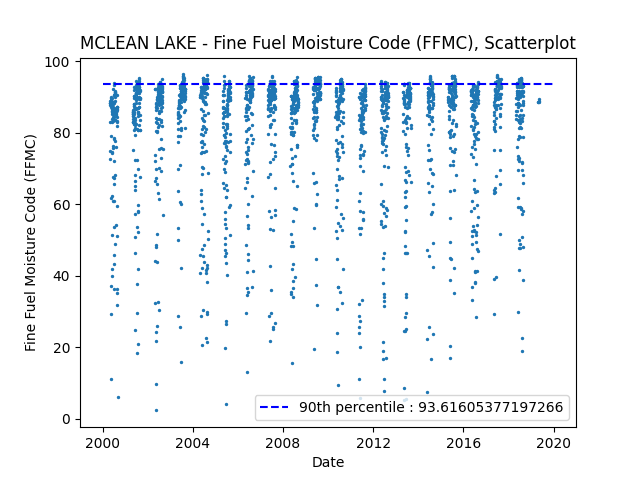 MCLEAN LAKE - Fine Fuel Moisture Code (FFMC), Scatterplot
100
80
60
40
20
0
Fine Fuel Moisture Code (FFMC)
90th percentile : 93.61605377197266
2000 2004 2008 2012 2016 2020
Date